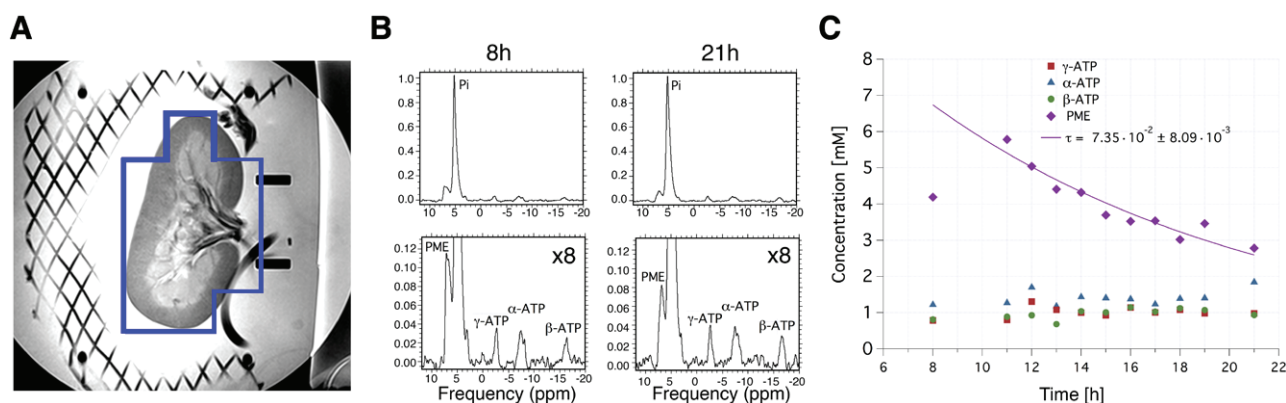 A
B
8h
21h
1.0
0.8
0.6
0.4
0.2
0.0
Pi
10 5 0 -5 -10 -15 -20
1.0
0.8
0.6
0.4
0.2
0.0
Pi
10 5 0 -5 -10 -15 -20
0.12
0.10
0.08
0.06
0.04
0.02
0.00
PME
x8
γ-ATP
α-ATP
β-ATP
10 5 0 -5 -10 -15 -20
Frequency (ppm)
0.12
0.10
0.08
0.06
0.04
0.02
0.00
PME
x8
γ-ATP
α-ATP
β-ATP
10 5 0 -5 -10 -15 -20
Frequency (ppm)
C
Concentration [mM]
8
7
6
5
4
3
2
1
0
γ-ATP
α-ATP
β-ATP
PME
τ = 7.35·10⁻² ± 8.09·10⁻³
6 8 10 12 14 16 18 20 22
Time [h]